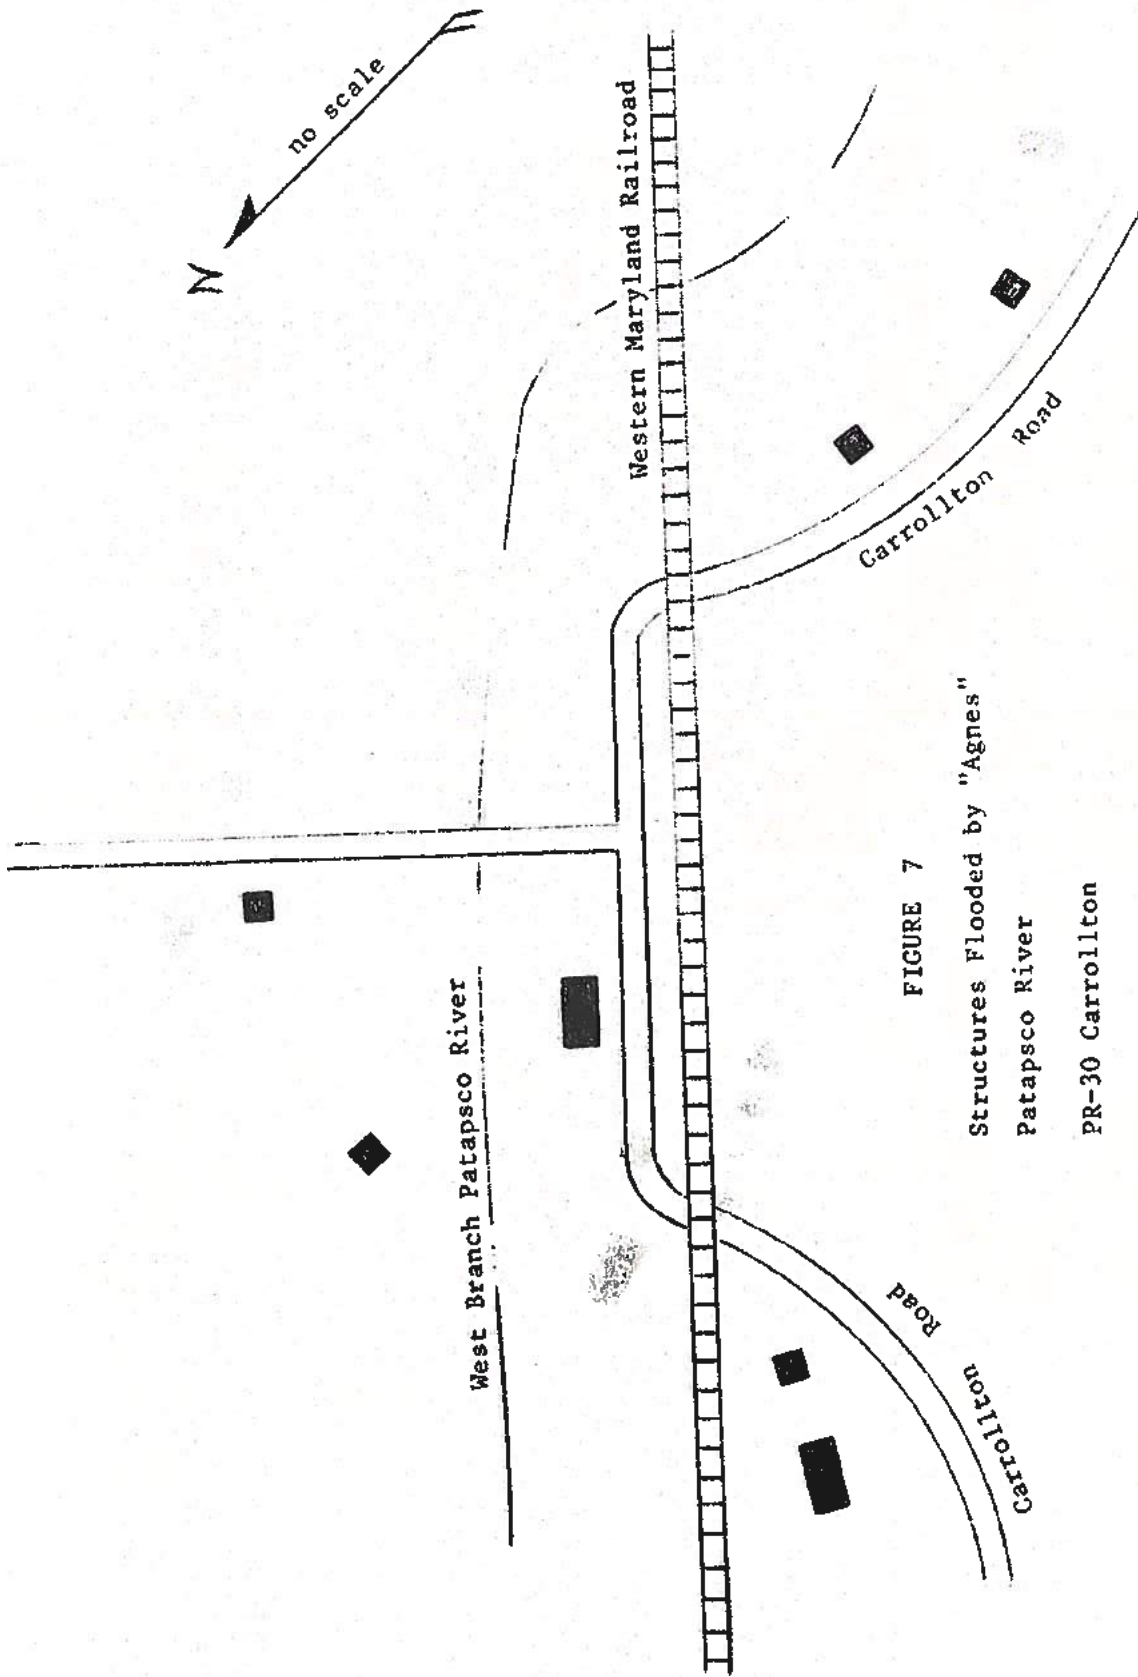 N
no scale
Western Maryland Railroad
West Branch Patapsco River
Carrollton Road
Carrollton Road
FIGURE 7
Structures Flooded by "Agnes"
Patapsco River
PR-30 Carrollton